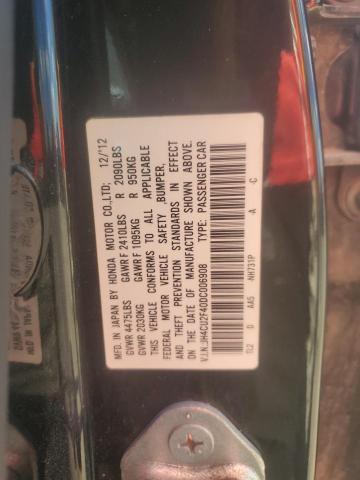 MFD. IN JAPAN BY HONDA MOTOR CO.,LTD; 12/'12
GVWR 4475LBS GAWR F 2410LBS R 2090LBS
GVWR 2030KG GAWR F 1095KG R 950KG
THIS VEHICLE CONFORMS TO ALL APPLICABLE
FEDERAL MOTOR VEHICLE SAFETY ,BUMPER,
AND THEFT PREVENTION STANDARDS IN EFFECT
ON THE DATE OF MANUFACTURE SHOWN ABOVE.
V.I.N.:JH4CU2F40DC006908 TYPE: PASSENGER CAR
TL2 D AA5 NH731P -A -C